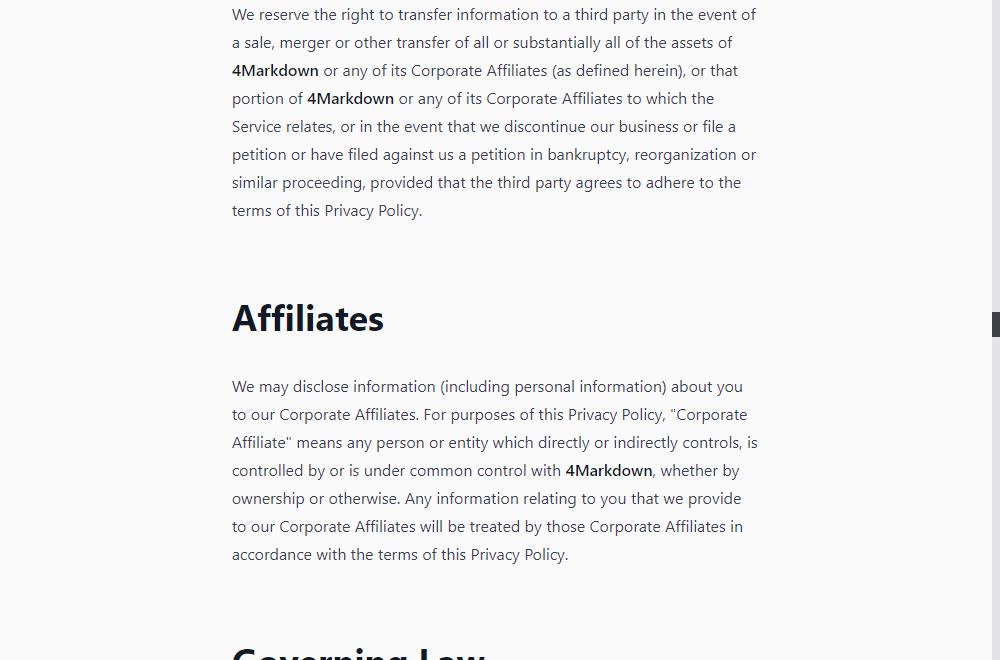 We reserve the right to transfer information to a third party in the event of
a sale, merger or other transfer of all or substantially all of the assets of
4Markdown or any of its Corporate Affiliates (as defined herein), or that
portion of 4Markdown or any of its Corporate Affiliates to which the
Service relates, or in the event that we discontinue our business or file a
petition or have filed against us a petition in bankruptcy, reorganization or
similar proceeding, provided that the third party agrees to adhere to the
terms of this Privacy Policy.
Affiliates
We may disclose information (including personal information) about you
to our Corporate Affiliates. For purposes of this Privacy Policy, "Corporate
Affiliate" means any person or entity which directly or indirectly controls, is
controlled by or is under common control with 4Markdown, whether by
ownership or otherwise. Any information relating to you that we provide
to our Corporate Affiliates will be treated by those Corporate Affiliates in
accordance with the terms of this Privacy Policy.
Governing Law